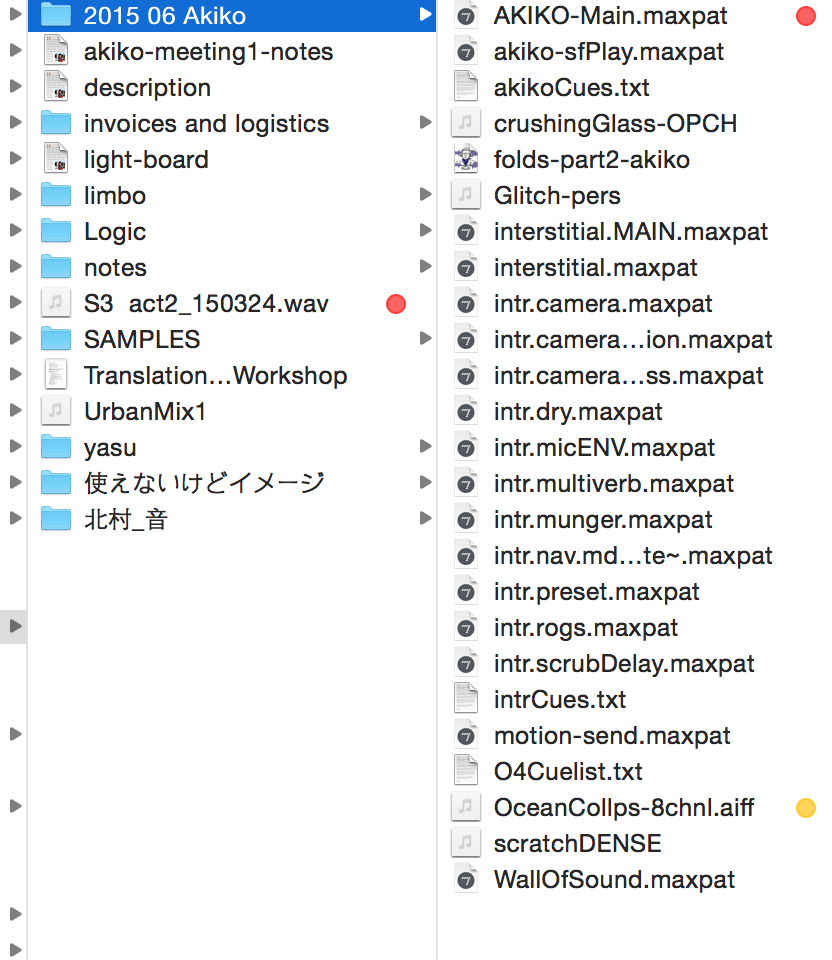 2015 06 Akiko
akiko-meeting1-notes
description
invoices and logistics
light-board
limbo
Logic
notes
S3 act2_150324.wav
SAMPLES
Translation…Workshop
UrbanMix1
yasu
使えないけどイメージ
北村_音
AKIKO-Main.maxpat
akiko-sfPlay.maxpat
akikoCues.txt
crushingGlass-OPCH
folds-part2-akiko
Glitch-pers
interstitial.MAIN.maxpat
interstitial.maxpat
intr.camera.maxpat
intr.camera…ion.maxpat
intr.camera…ss.maxpat
intr.dry.maxpat
intr.micENV.maxpat
intr.multiverb.maxpat
intr.munger.maxpat
intr.nav.md…te~.maxpat
intr.preset.maxpat
intr.rogs.maxpat
intr.scrubDelay.maxpat
intrCues.txt
motion-send.maxpat
O4Cuelist.txt
OceanCollps-8chnl.aiff
scratchDENSE
WallOfSound.maxpat